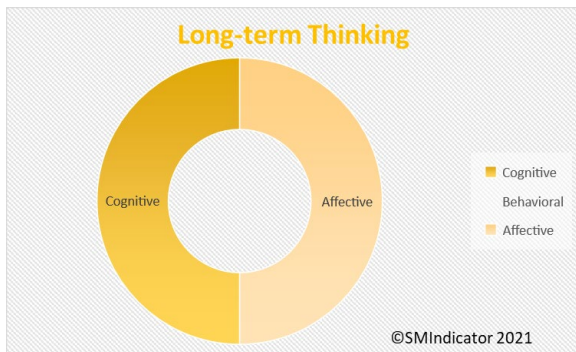 Long-term Thinking
Cognitive
Affective
Cognitive
Behavioral
Affective
©SMIndicator 2021